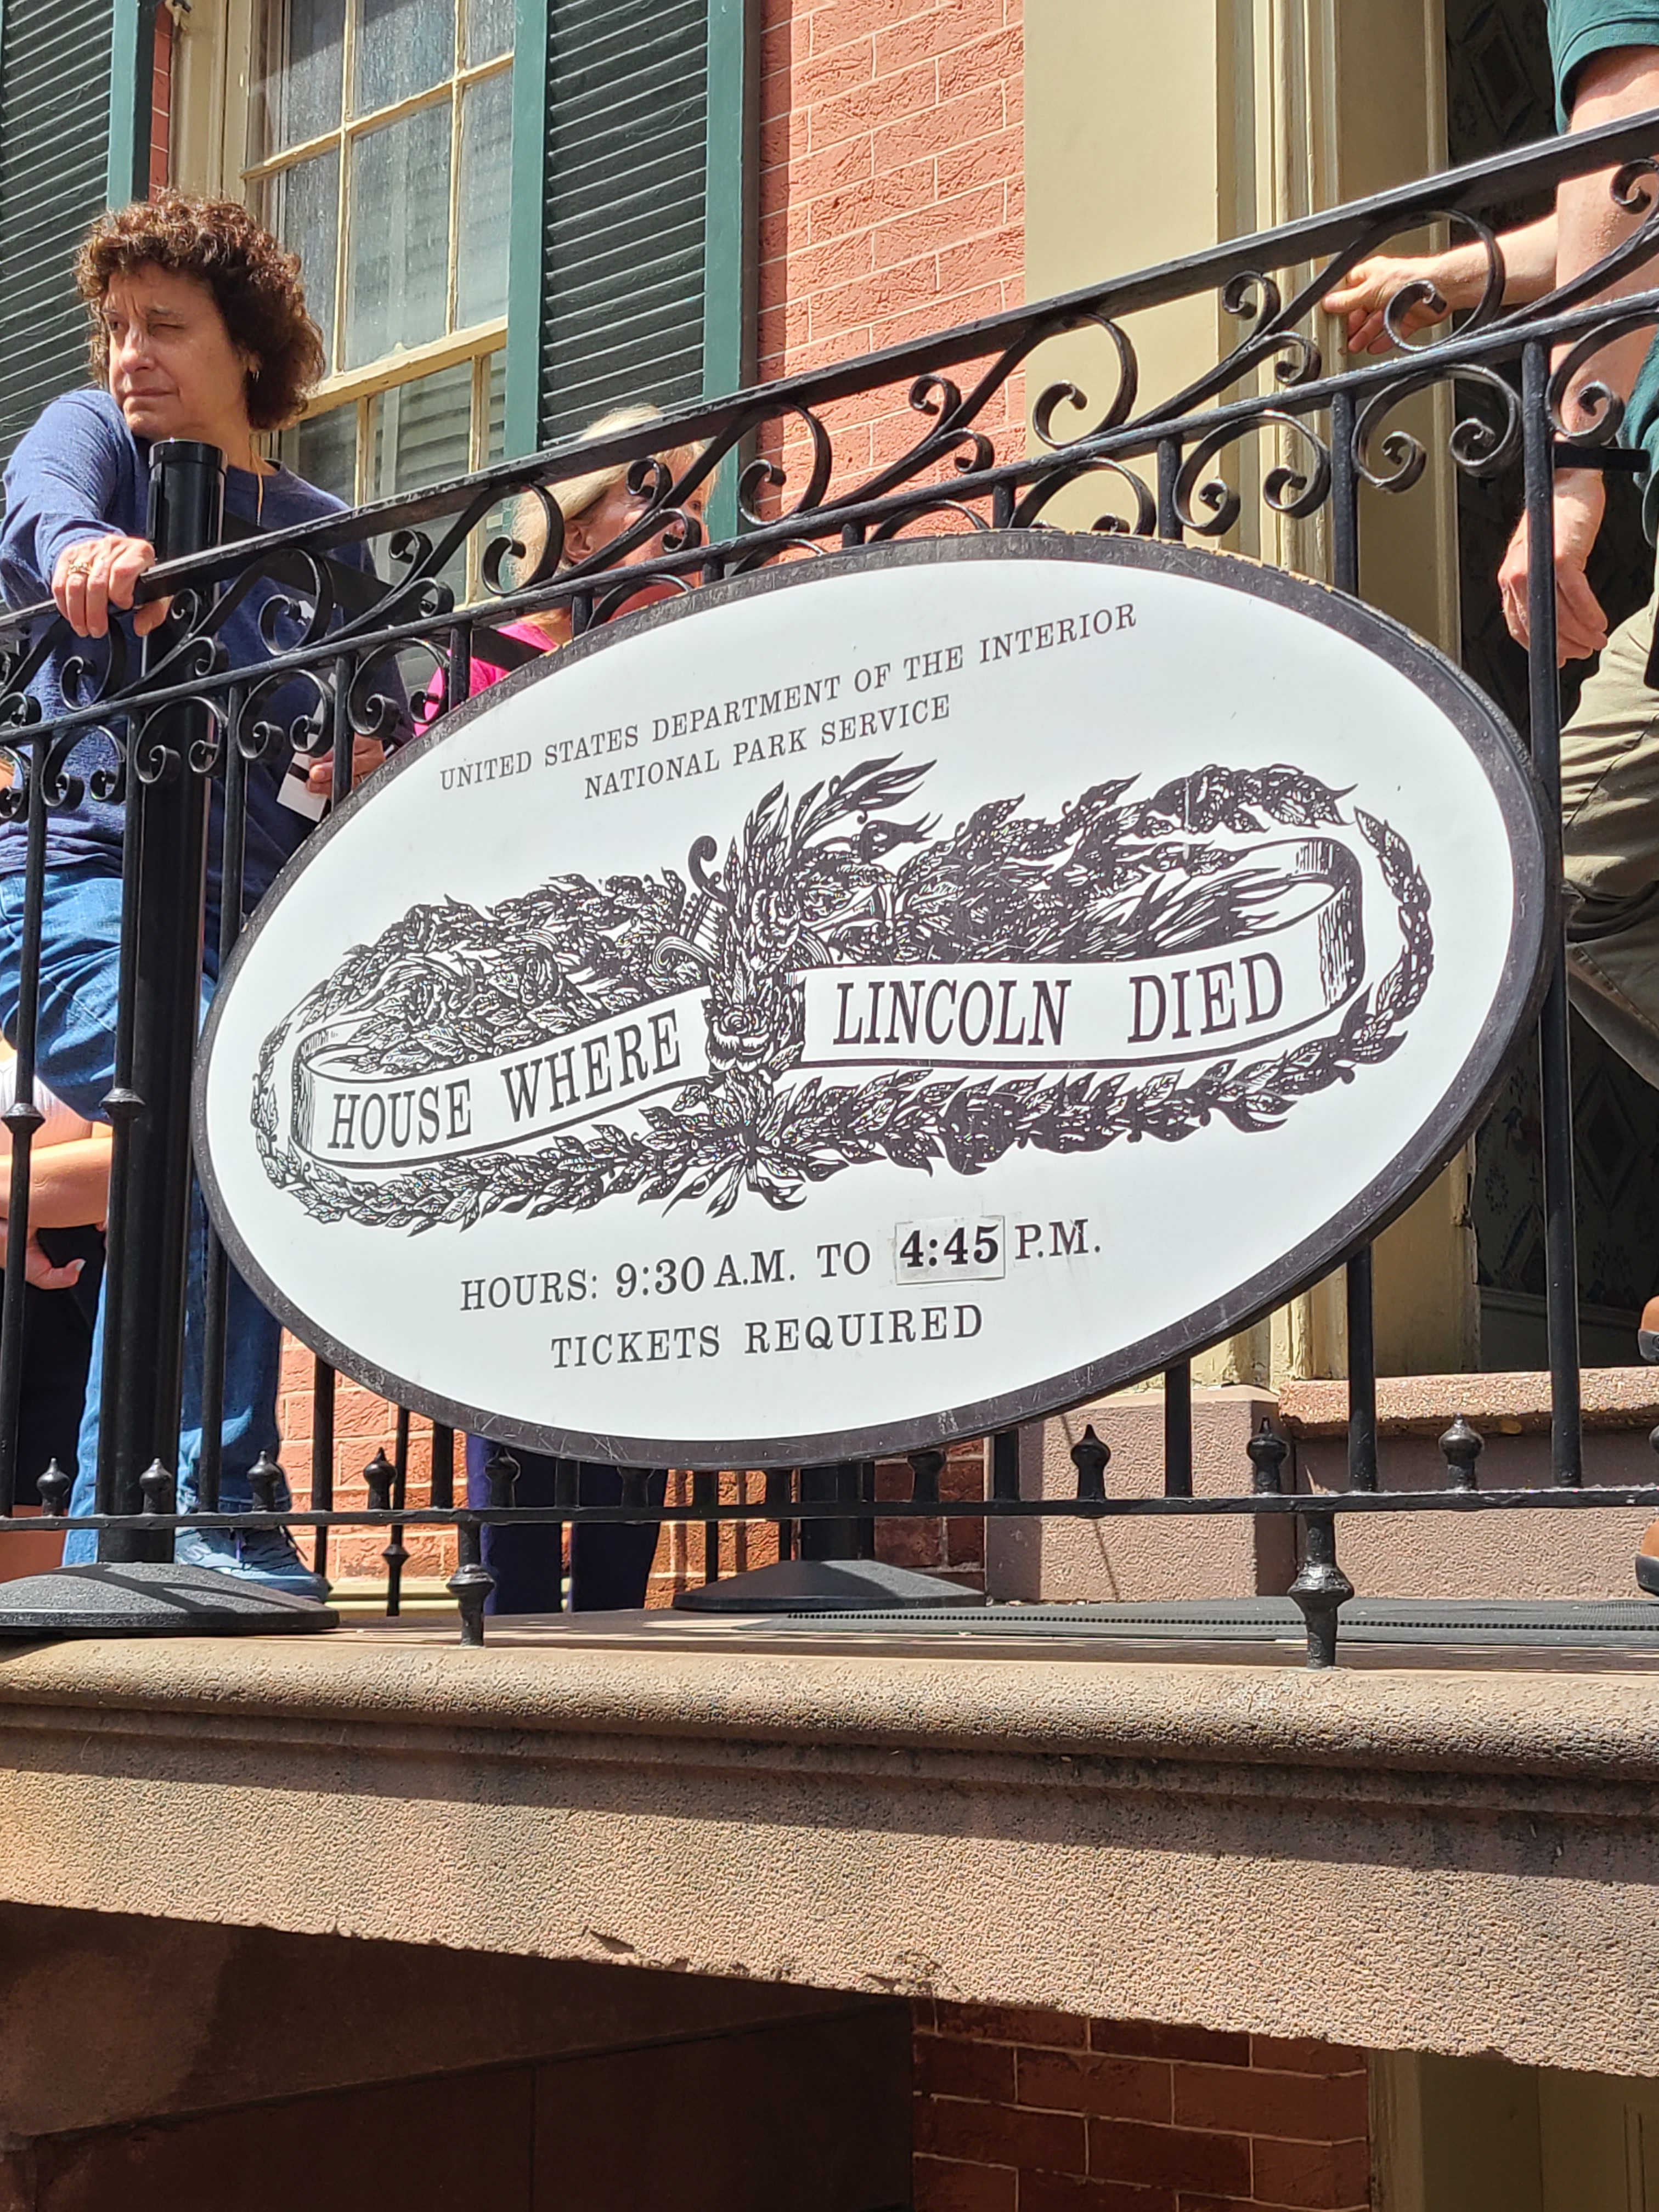 UNITED STATES DEPARTMENT OF THE INTERIOR
NATIONAL PARK SERVICE
HOUSE WHERE LINCOLN DIED
HOURS: 9:30 A.M. TO 4:45 P.M.
TICKETS REQUIRED